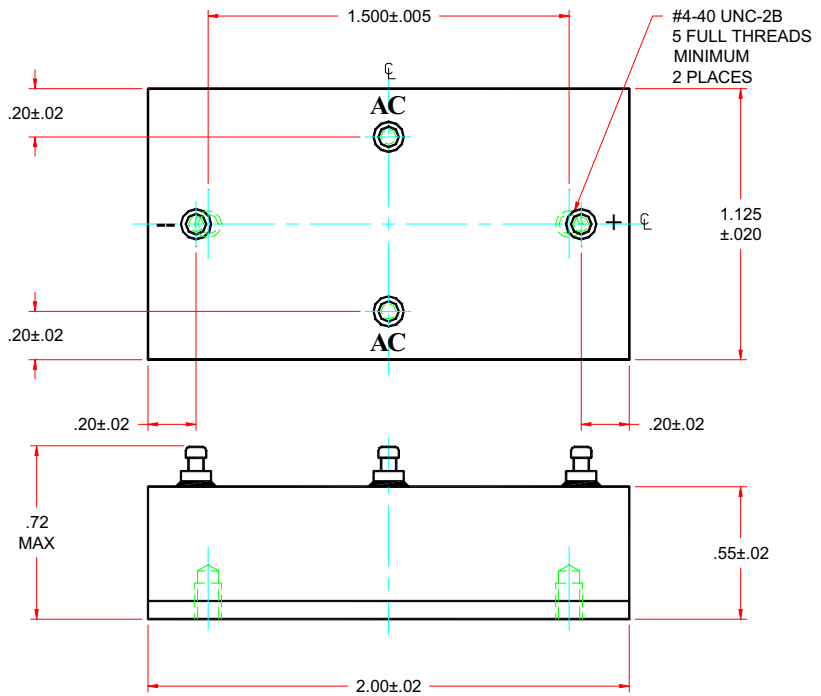 1.500±.005
#4-40 UNC-2B
5 FULL THREADS
MINIMUM
2 PLACES
℄
.20±.02
AC
1.125
±.020
--
+ ℄
.20±.02
AC
.20±.02
.20±.02
.72
MAX
.55±.02
2.00±.02